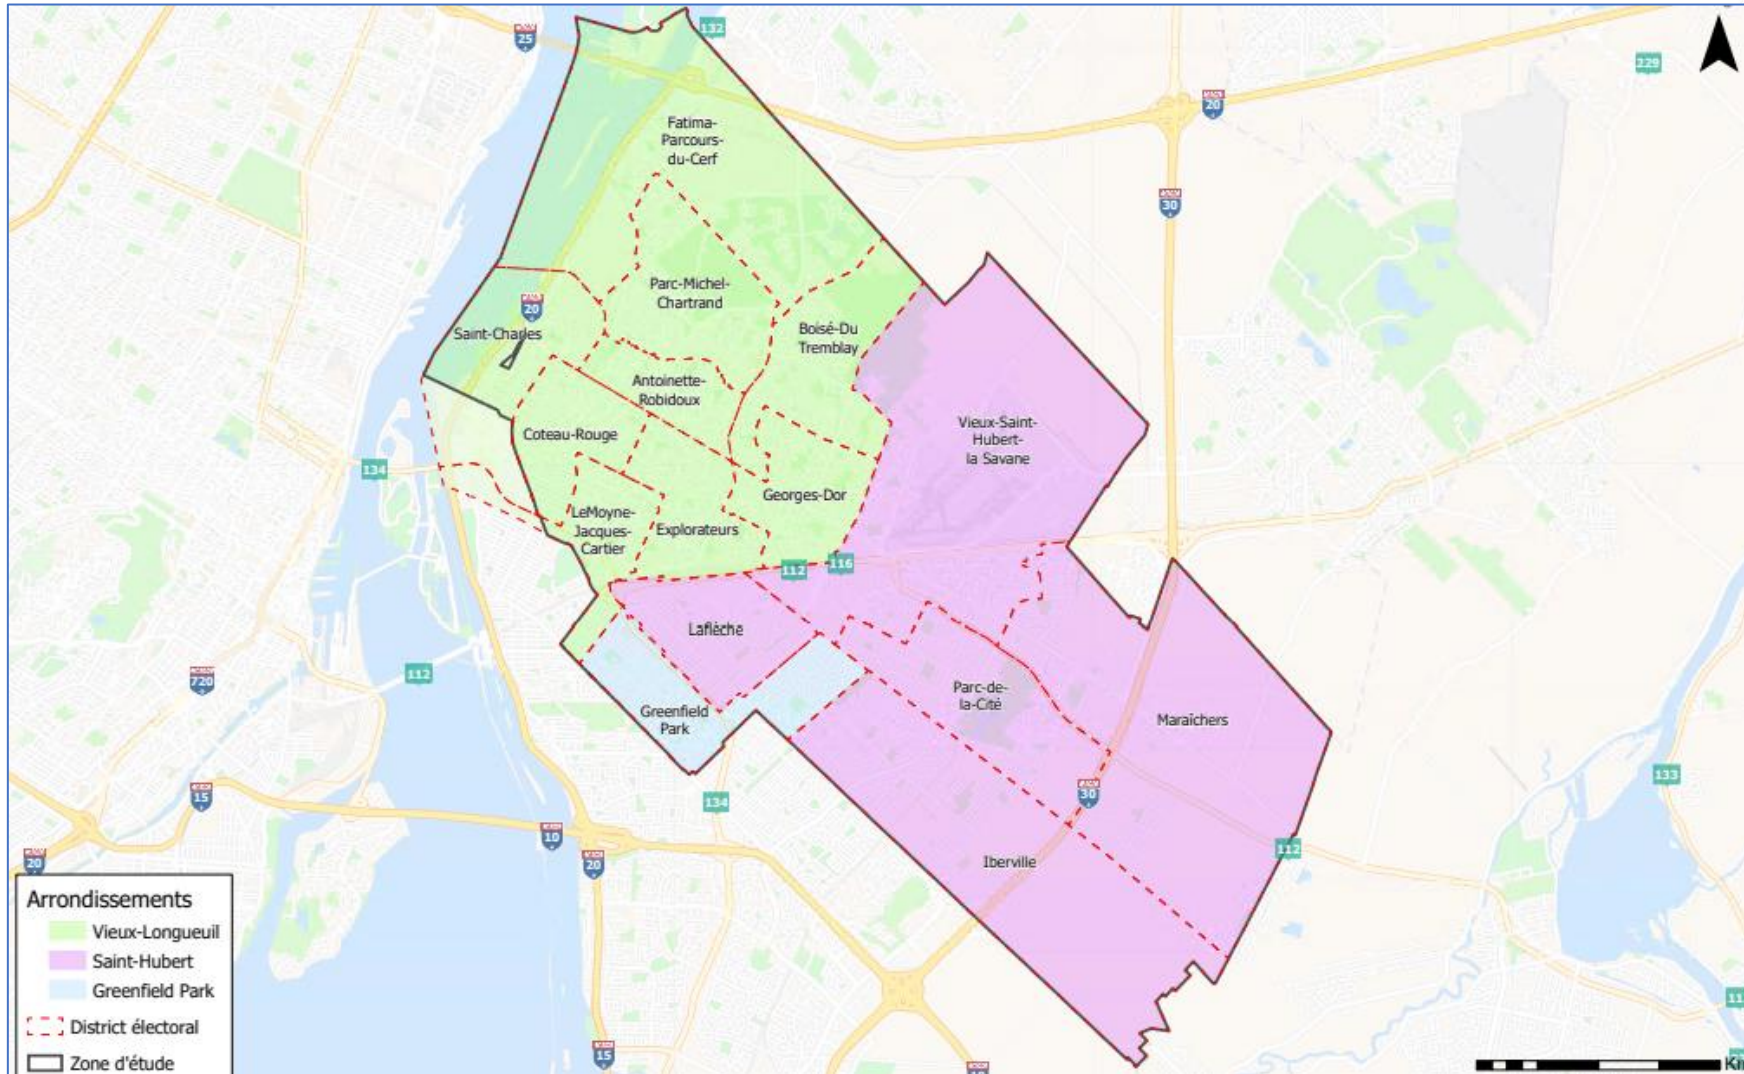 25
132
229
20
Fatima-
Parcours-
du-Cerf
30
Parc-Michel-
Chartrand
20
Saint-Charles
Boisé-Du
Tremblay
Antoinette-
Robidoux
Vieux-Saint-
Hubert-
la Savane
Coteau-Rouge
134
Georges-Dor
LeMoyne-
Jacques-
Cartier
Explorateurs
112
116
Laflèche
112
720
Parc-de-
la-Cité
Greenfield
Park
Maraîchers
133
15
134
30
10
20
20
112
Iberville
Arrondissements
Vieux-Longueuil
Saint-Hubert
Greenfield Park
District électoral
Zone d'étude
15